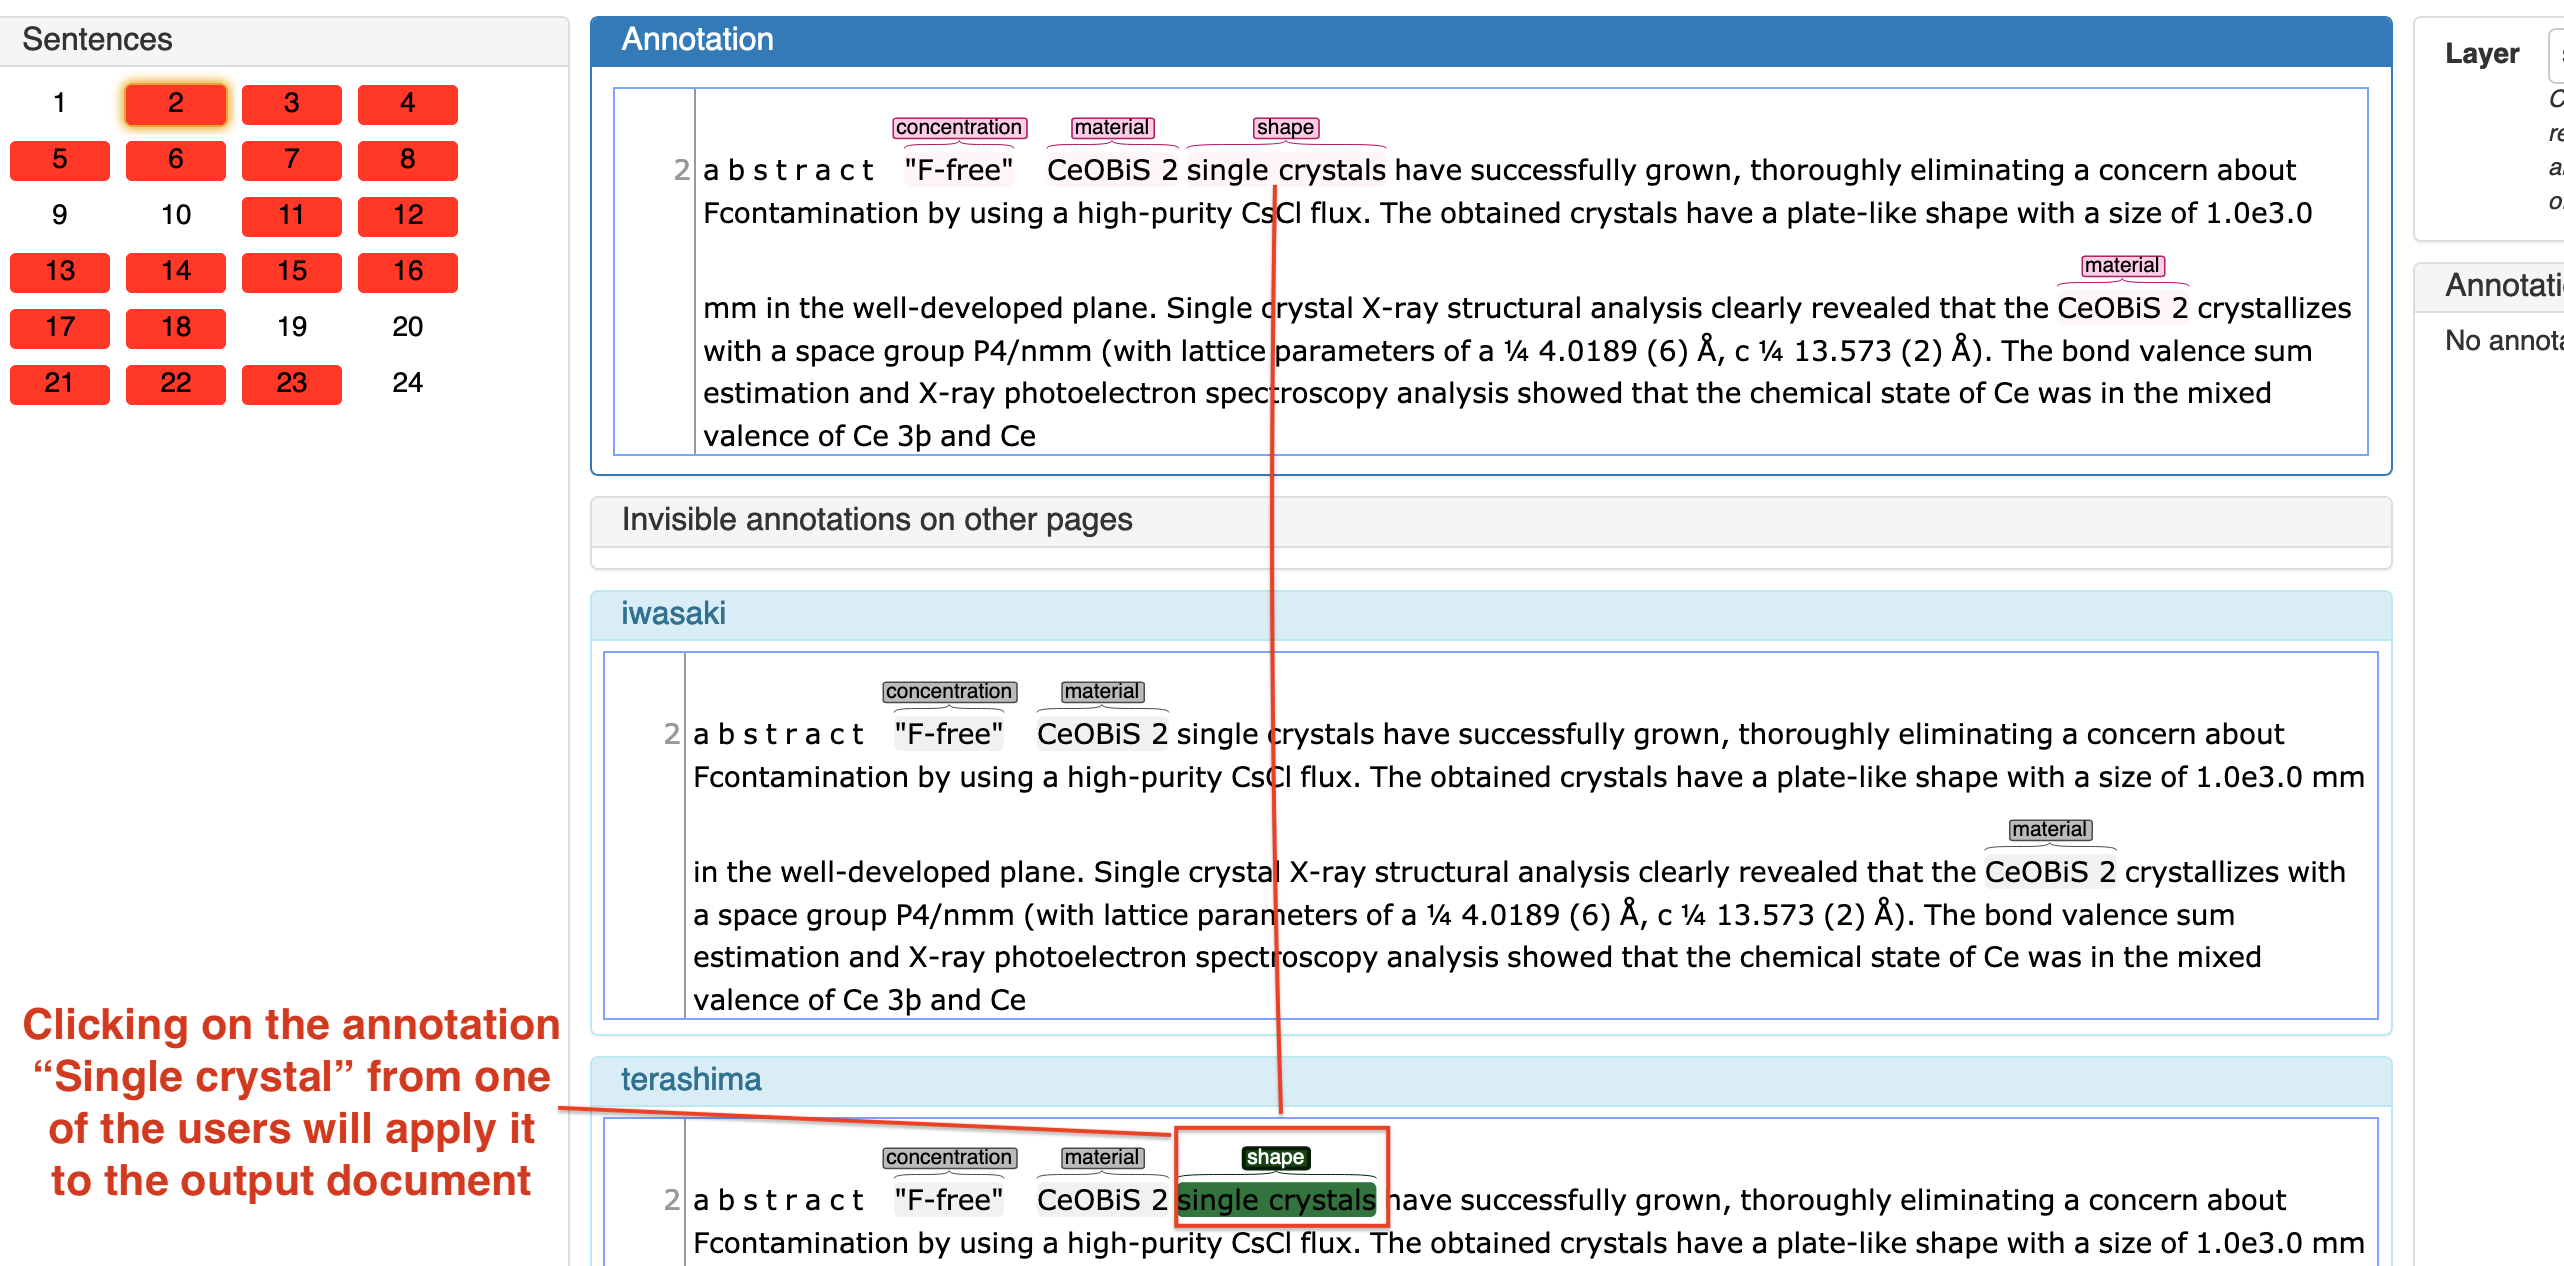 Sentences
1 2 3 4
5 6 7 8
9 10 11 12
13 14 15 16
17 18 19 20
21 22 23 24
Annotation
concentration material shape
2 a b s t r a c t "F-free" CeOBiS 2 single crystals have successfully grown, thoroughly eliminating a concern about
Fcontamination by using a high-purity CsCl flux. The obtained crystals have a plate-like shape with a size of 1.0e3.0
material
mm in the well-developed plane. Single crystal X-ray structural analysis clearly revealed that the CeOBiS 2 crystallizes
with a space group P4/nmm (with lattice parameters of a ¼ 4.0189 (6) Å, c ¼ 13.573 (2) Å). The bond valence sum
estimation and X-ray photoelectron spectroscopy analysis showed that the chemical state of Ce was in the mixed
valence of Ce 3þ and Ce
Invisible annotations on other pages
iwasaki
concentration material
2 a b s t r a c t "F-free" CeOBiS 2 single crystals have successfully grown, thoroughly eliminating a concern about
Fcontamination by using a high-purity CsCl flux. The obtained crystals have a plate-like shape with a size of 1.0e3.0 mm
material
in the well-developed plane. Single crystal X-ray structural analysis clearly revealed that the CeOBiS 2 crystallizes with
a space group P4/nmm (with lattice parameters of a ¼ 4.0189 (6) Å, c ¼ 13.573 (2) Å). The bond valence sum
estimation and X-ray photoelectron spectroscopy analysis showed that the chemical state of Ce was in the mixed
valence of Ce 3þ and Ce
terashima
concentration material shape
2 a b s t r a c t "F-free" CeOBiS 2 single crystals have successfully grown, thoroughly eliminating a concern about
Fcontamination by using a high-purity CsCl flux. The obtained crystals have a plate-like shape with a size of 1.0e3.0 mm
Layer
Annotati
No annota
Clicking on the annotation
“Single crystal” from one
of the users will apply it
to the output document